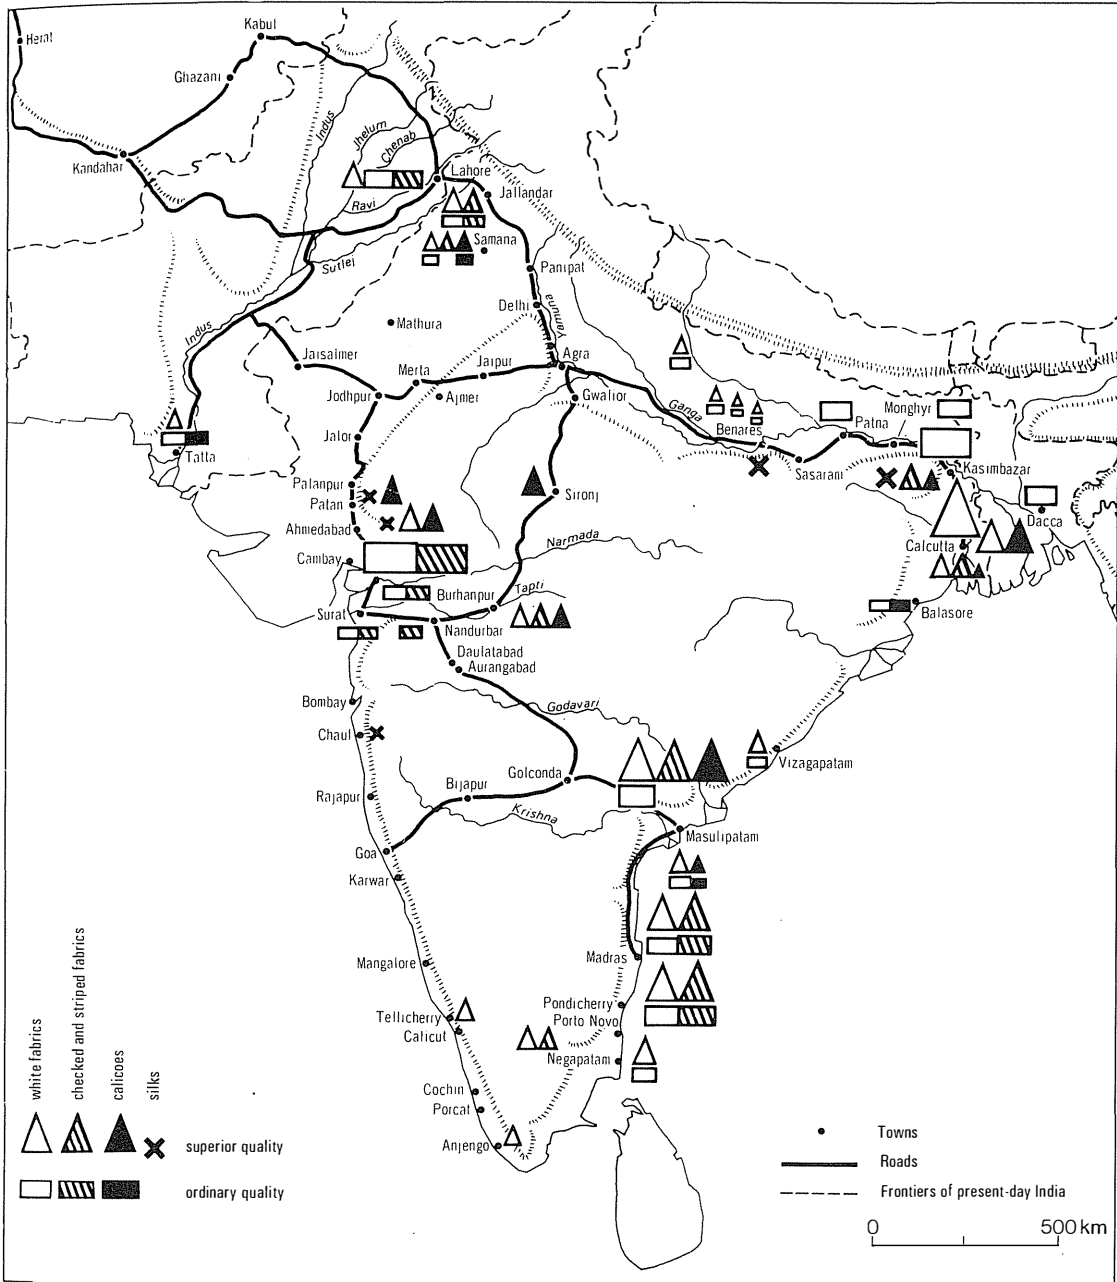 Herat
Kabul
Ghazani
Kandahar
Indus
Jhelum
Chenab
Lahore
Ravi
Jallandar
Samana
Sutlei
Panipat
Indus
Mathura
Delhi
Yamuna
Jaisalmer
Merta
Jaipur
Agra
Jodhpur
Ajmer
Gwalior
Ganga
Benares
Patna
Monghyr
Jalor
Tatta
Sasaram
Kasimbazar
Palanpur
Patan
Sironj
Dacca
Ahmedabad
Narmada
Calcutta
Cambay
Tapti
Burhanpur
Surat
Nandurbar
Balasore
Daulatabad
Aurangabad
Bombay
Godavari
Chaul
Vizagapatam
Golconda
Bijapur
Rajapur
Krishna
Masulipatam
Goa
Karwar
Madras
Mangalore
Pondicherry
Porto Novo
Tellicherry
Calicut
Negapatam
Cochin
Porcat
Anjengo
white fabrics
checked and striped fabrics
calicoes
silks
superior quality
ordinary quality
Towns
Roads
Frontiers of present-day India
0 500 km